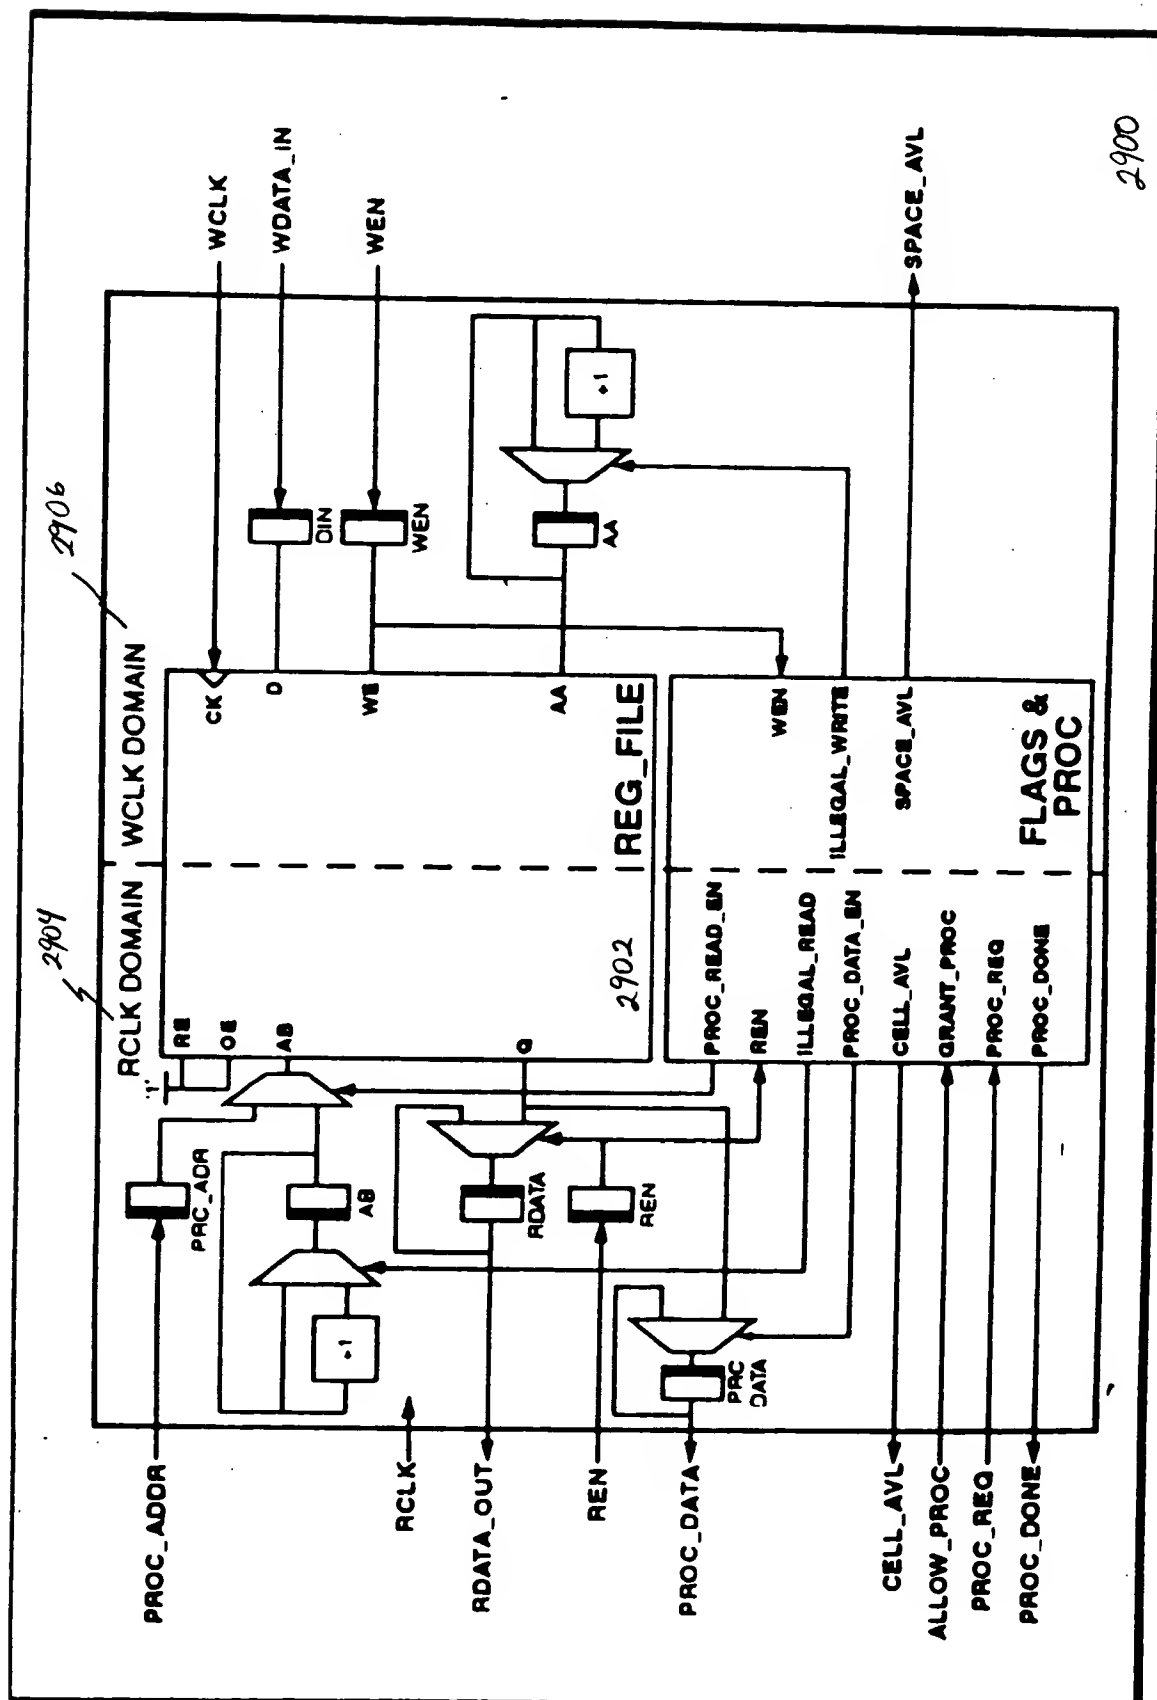 2904
2906
RCLK DOMAIN
WCLK DOMAIN
PROC_ADDR
PRC_ADR
'1'
RE
OE
AB
CK
D
WE
AA
WCLK
WDATA_IN
WEN
DIN
WEN
AB
+1
+1
AA
RCLK
RDATA_OUT
RDATA
Q
REN
REN
PROC_DATA
PRC
DATA
2902
REG_FILE
PROC_READ_EN
REN
ILLEGAL_READ
PROC_DATA_EN
CELL_AVL
GRANT_PROC
PROC_REQ
PROC_DONE
WEN
ILLEGAL_WRITE
SPACE_AVL
FLAGS &
PROC
SPACE_AVL
CELL_AVL
ALLOW_PROC
PROC_REQ
PROC_DONE
2900